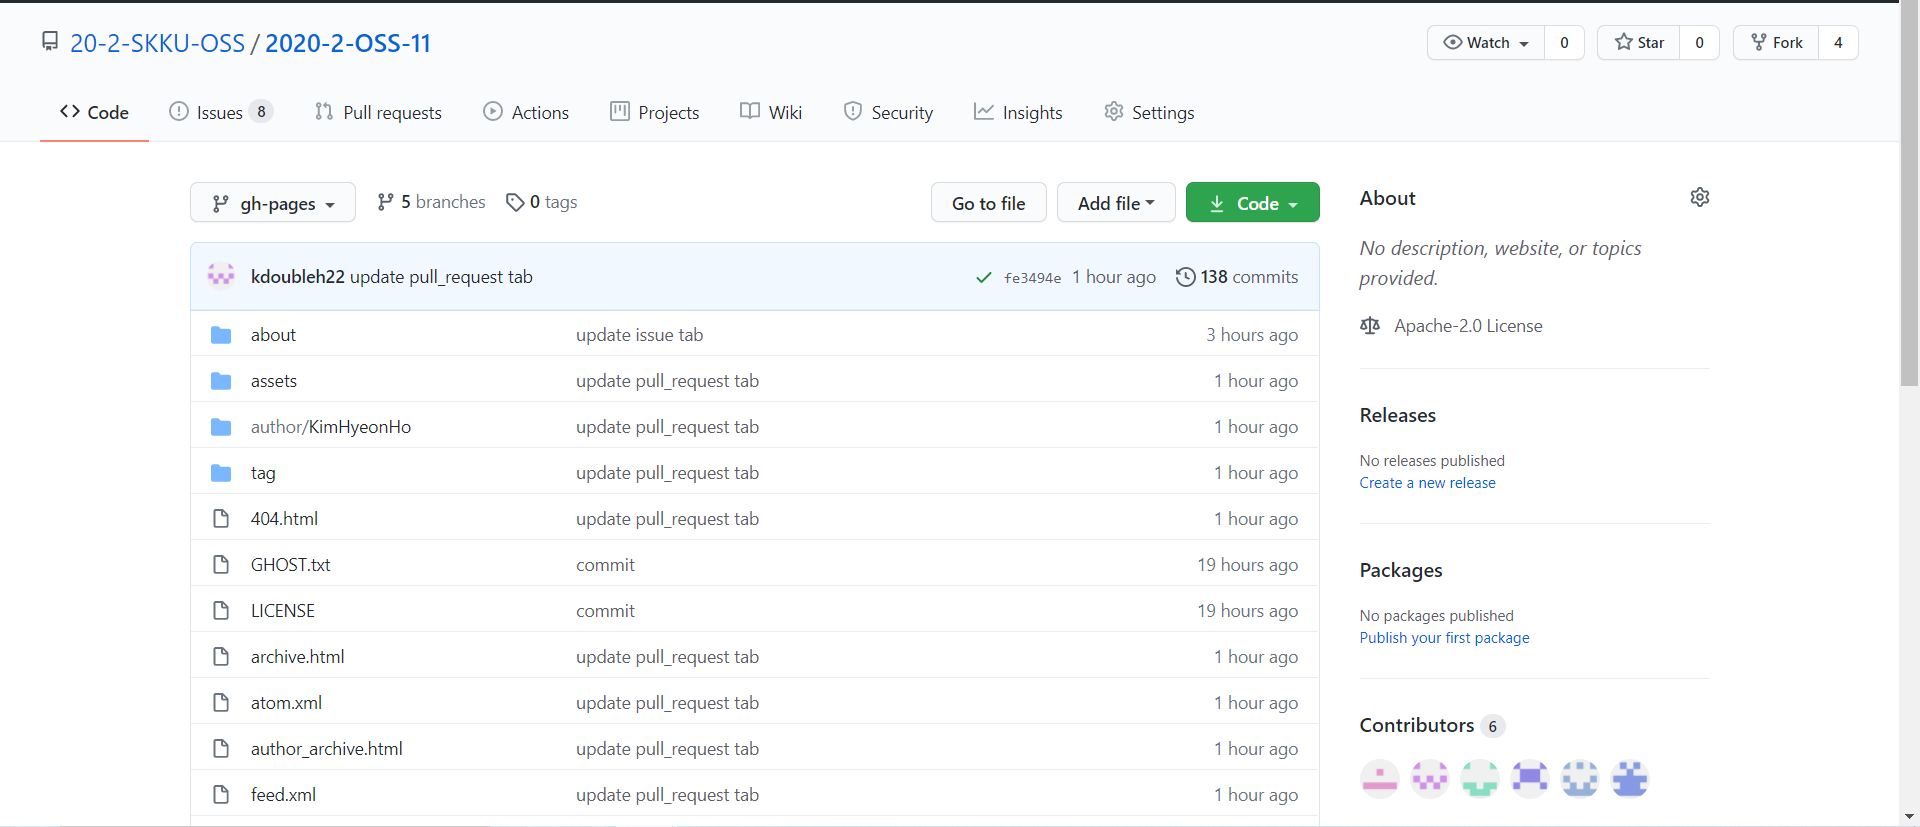 20-2-SKKU-OSS / 2020-2-OSS-11
Watch 0 Star 0 Fork 4
Code Issues 8 Pull requests Actions Projects Wiki Security Insights Settings
gh-pages 5 branches 0 tags Go to file Add file Code
kdoubleh22 update pull_request tab fe3494e 1 hour ago 138 commits
about update issue tab 3 hours ago
assets update pull_request tab 1 hour ago
author/KimHyeonHo update pull_request tab 1 hour ago
tag update pull_request tab 1 hour ago
404.html update pull_request tab 1 hour ago
GHOST.txt commit 19 hours ago
LICENSE commit 19 hours ago
archive.html update pull_request tab 1 hour ago
atom.xml update pull_request tab 1 hour ago
author_archive.html update pull_request tab 1 hour ago
feed.xml update pull_request tab 1 hour ago
About
No description, website, or topics
provided.
Apache-2.0 License
Releases
No releases published
Create a new release
Packages
No packages published
Publish your first package
Contributors 6